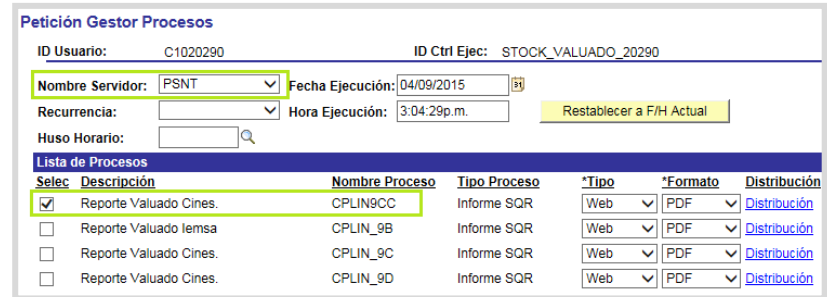 Petición Gestor Procesos
ID Usuario: C1020290 ID Ctrl Ejec: STOCK_VALUADO_20290
Nombre Servidor: PSNT Fecha Ejecución: 04/09/2015 31
Recurrencia: Hora Ejecución: 3:04:29p.m. Restablecer a F/H Actual
Huso Horario:
Lista de Procesos
Selec Descripción Nombre Proceso Tipo Proceso *Tipo *Formato Distribución
Reporte Valuado Cines. CPLIN9CC Informe SQR Web PDF Distribución
Reporte Valuado Iemsa CPLIN_9B Informe SQR Web PDF Distribución
Reporte Valuado Cines. CPLIN_9C Informe SQR Web PDF Distribución
Reporte Valuado Cines. CPLIN_9D Informe SQR Web PDF Distribución